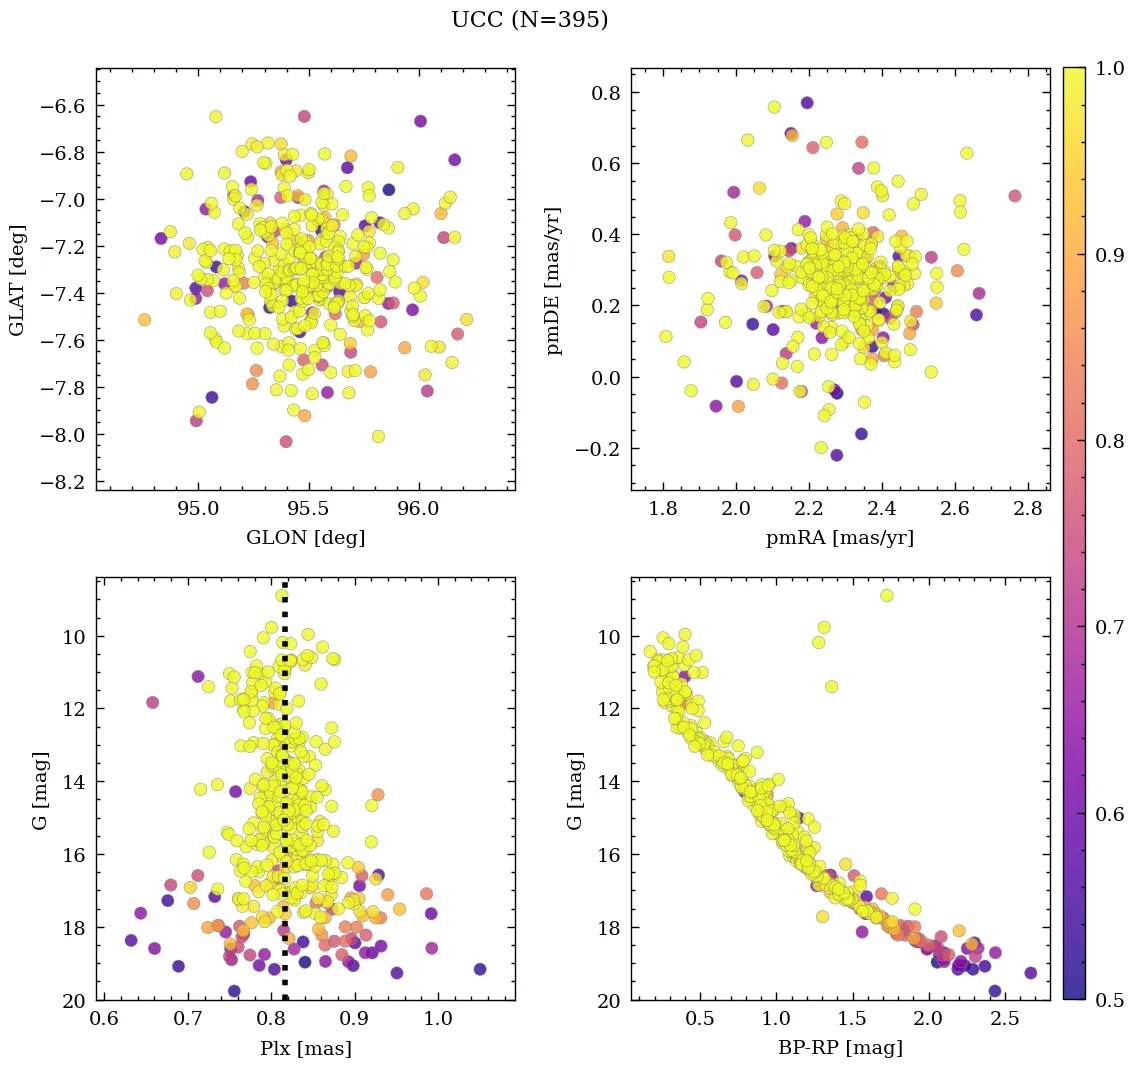 UCC (N=395)
−6.6
−6.8
−7.0
−7.2
−7.4
−7.6
−7.8
−8.0
−8.2
GLAT [deg]
95.0 95.5 96.0
GLON [deg]
0.8
0.6
0.4
0.2
0.0
−0.2
pmDE [mas/yr]
1.8 2.0 2.2 2.4 2.6 2.8
pmRA [mas/yr]
10
12
14
16
18
20
G [mag]
0.6 0.7 0.8 0.9 1.0
Plx [mas]
10
12
14
16
18
20
G [mag]
0.5 1.0 1.5 2.0 2.5
BP-RP [mag]
1.0
0.9
0.8
0.7
0.6
0.5